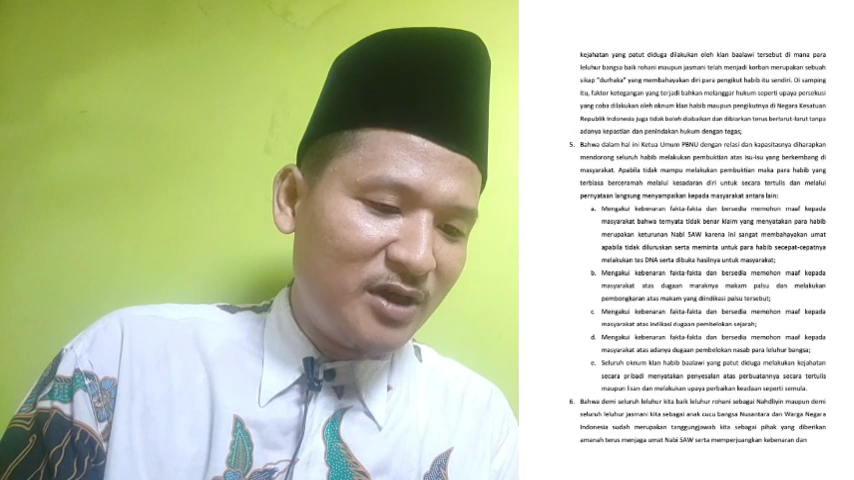 kejahatan yang patut diduga dilakukan oleh klan baalawi tersebut di mana para
leluhur bangsa baik rohani maupun jasmani telah menjadi korban merupakan sebuah
sikap "durhaka" yang membahayakan diri para pengikut habib itu sendiri. Di samping
itu, faktor ketegangan yang terjadi bahkan melanggar hukum seperti upaya persekusi
yang coba dilakukan oleh oknum klan habib maupun pengikutnya di Negara Kesatuan
Republik Indonesia juga tidak boleh diabaikan dan dibiarkan terus berlarut-larut tanpa
adanya kepastian dan penindakan hukum dengan tegas;
5. Bahwa dalam hal ini Ketua Umum PBNU dengan relasi dan kapasitasnya diharapkan
mendorong seluruh habib melakukan pembuktian atas isu-isu yang berkembang di
masyarakat. Apabila tidak mampu melakukan pembuktian maka para habib yang
terbiasa berceramah melalui kesadaran diri untuk secara tertulis dan melalui
pernyataan langsung menyampaikan kepada masyarakat antara lain:
a. Mengakui kebenaran fakta-fakta dan bersedia memohon maaf kepada
masyarakat bahwa ternyata tidak benar klaim yang menyatakan para habib
merupakan keturunan Nabi SAW karena ini sangat membahayakan umat
apabila tidak diluruskan serta meminta untuk para habib secepat-cepatnya
melakukan tes DNA serta dibuka hasilnya untuk masyarakat;
b. Mengakui kebenaran fakta-fakta dan bersedia memohon maaf kepada
masyarakat atas dugaan maraknya makam palsu dan melakukan
pembongkaran atas makam yang diindikasi palsu tersebut;
c. Mengakui kebenaran fakta-fakta dan bersedia memohon maaf kepada
masyarakat atas indikasi dugaan pembelokan sejarah;
d. Mengakui kebenaran fakta-fakta dan bersedia memohon maaf kepada
masyarakat atas adanya dugaan pembelokan nasab para leluhur bangsa;
e. Seluruh oknum klan habib baalawi yang patut diduga melakukan kejahatan
secara pribadi menyatakan penyesalan atas perbuatannya secara tertulis
maupun lisan dan melakukan upaya perbaikan keadaan seperti semula.
6. Bahwa demi seluruh leluhur kita baik leluhur rohani sebagai Nahdliyin maupun demi
seluruh leluhur jasmani kita sebagai anak cucu bangsa Nusantara dan Warga Negara
Indonesia sudah merupakan tanggungjawab kita sebagai pihak yang diberikan
amanah terus menjaga umat Nabi SAW serta memperjuangkan kebenaran dan